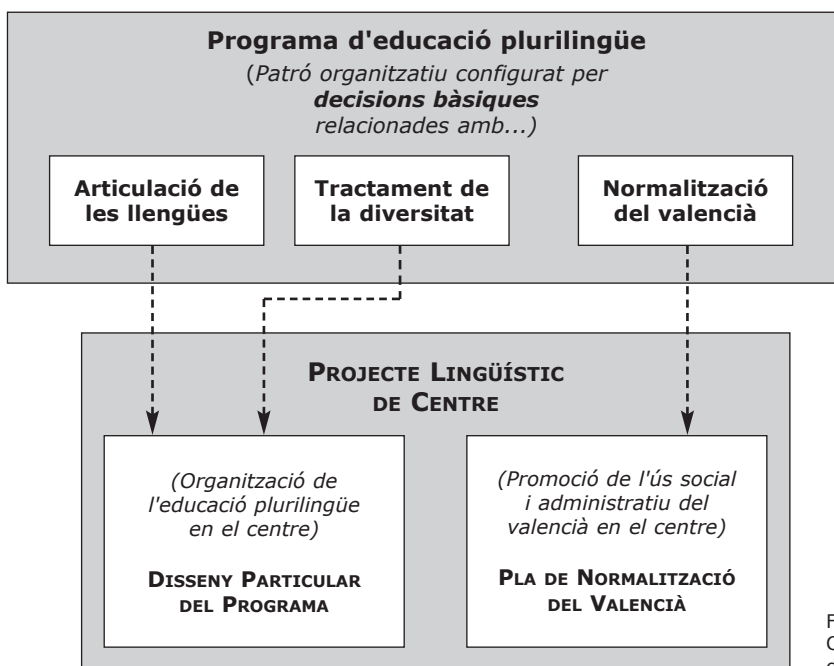 Programa d'educació plurilingüe
(Patró organitzatiu configurat per
decisions bàsiques
relacionades amb...)
Articulació de
les llengües
Tractament de
la diversitat
Normalització
del valencià
PROJECTE LINGÜÍSTIC
DE CENTRE
(Organització de
l'educació plurilingüe
en el centre)
DISSENY PARTICULAR
DEL PROGRAMA
(Promoció de l'ús social
i administratiu del
valencià en el centre)
PLA DE NORMALITZACIÓ
DEL VALENCIÀ